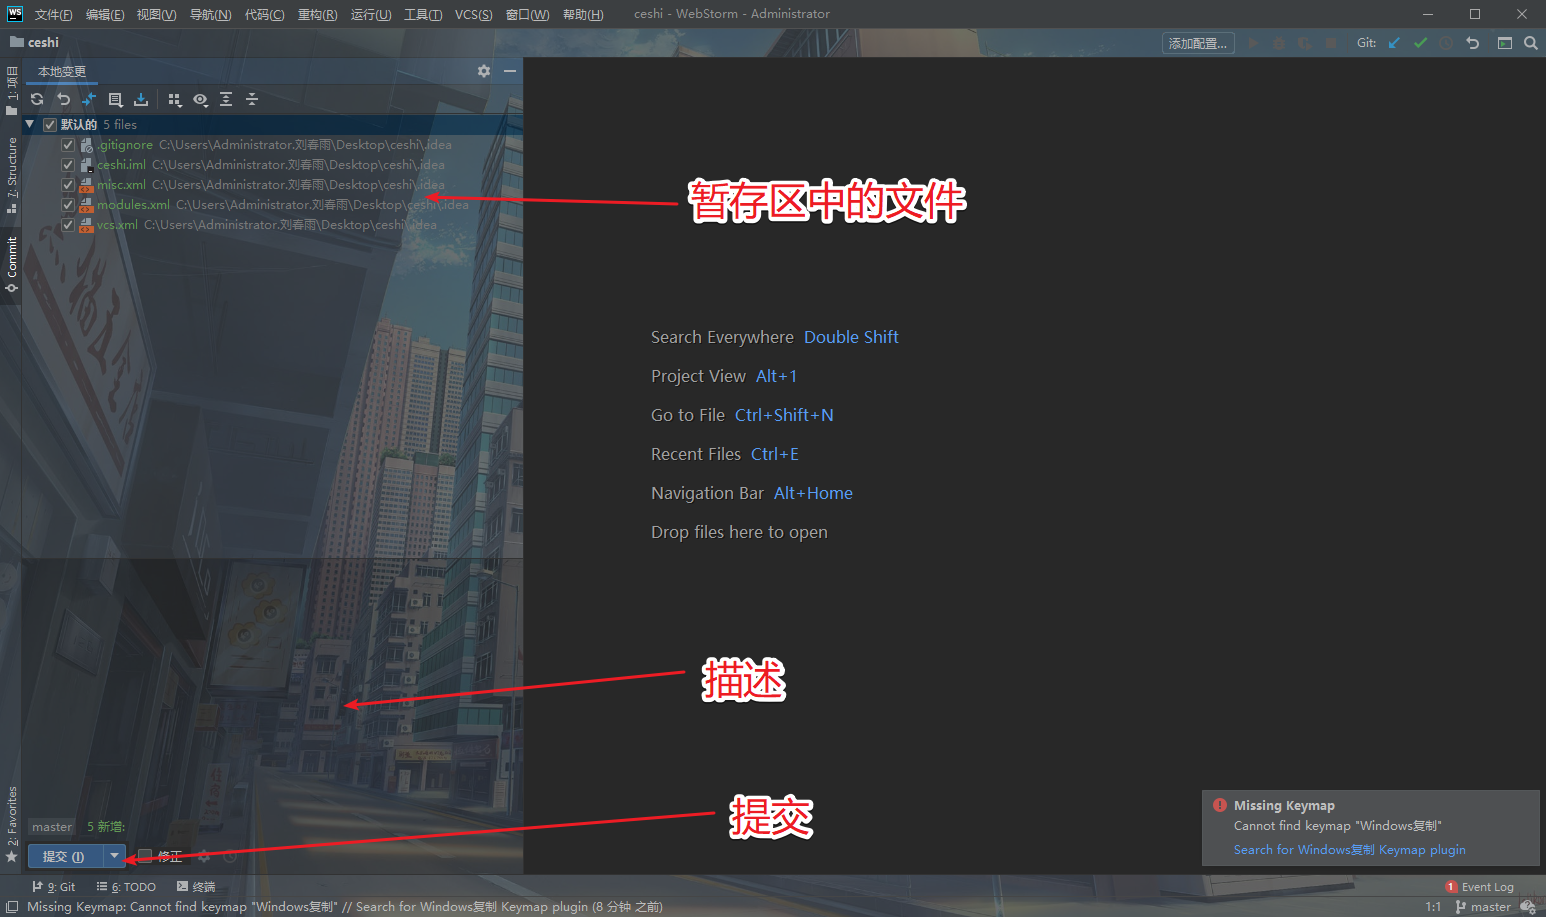 WS 文件(F) 编辑(E) 视图(V) 导航(N) 代码(C) 重构(R) 运行(U) 工具(T) VCS(S) 窗口(W) 帮助(H) ceshi - WebStorm - Administrator
ceshi
添加配置... Git:
1: 项目
7: Structure
Commit
2: Favorites
本地变更
默认的 5 files
.gitignore C:\Users\Administrator.刘春雨\Desktop\ceshi\.idea
ceshi.iml C:\Users\Administrator.刘春雨\Desktop\ceshi\.idea
misc.xml C:\Users\Administrator.刘春雨\Desktop\ceshi\.idea
modules.xml C:\Users\Administrator.刘春雨\Desktop\ceshi\.idea
vcs.xml C:\Users\Administrator.刘春雨\Desktop\ceshi\.idea
暂存区中的文件
Search Everywhere Double Shift
Project View Alt+1
Go to File Ctrl+Shift+N
Recent Files Ctrl+E
Navigation Bar Alt+Home
Drop files here to open
描述
提交
master 5 新增:
提交 (I) 修正
Missing Keymap
Cannot find keymap "Windows复制"
Search for Windows复制 Keymap plugin
9: Git 6: TODO 终端
1 Event Log
Missing Keymap: Cannot find keymap "Windows复制" // Search for Windows复制 Keymap plugin (8 分钟 之前)
1:1 master